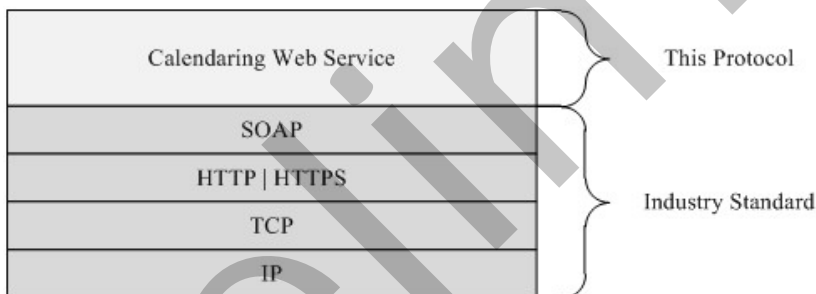 Calendaring Web Service
This Protocol
SOAP
HTTP | HTTPS
Industry Standard
TCP
IP